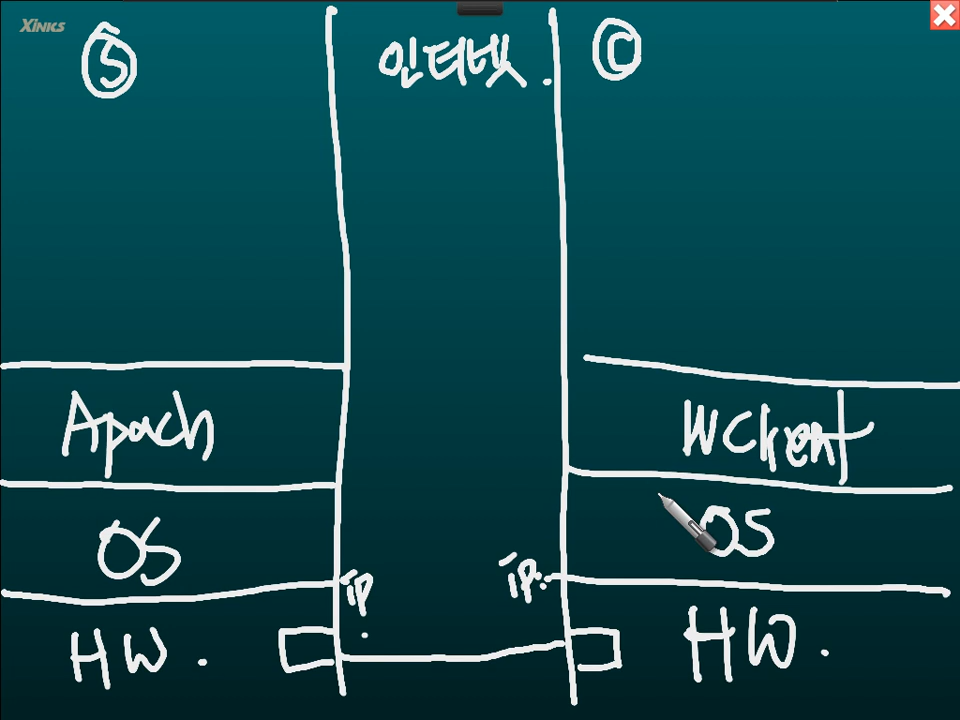 XINKS
Ⓢ 인터넷. Ⓒ
Apach WClient
OS OS
ip ip:
HW. HW.